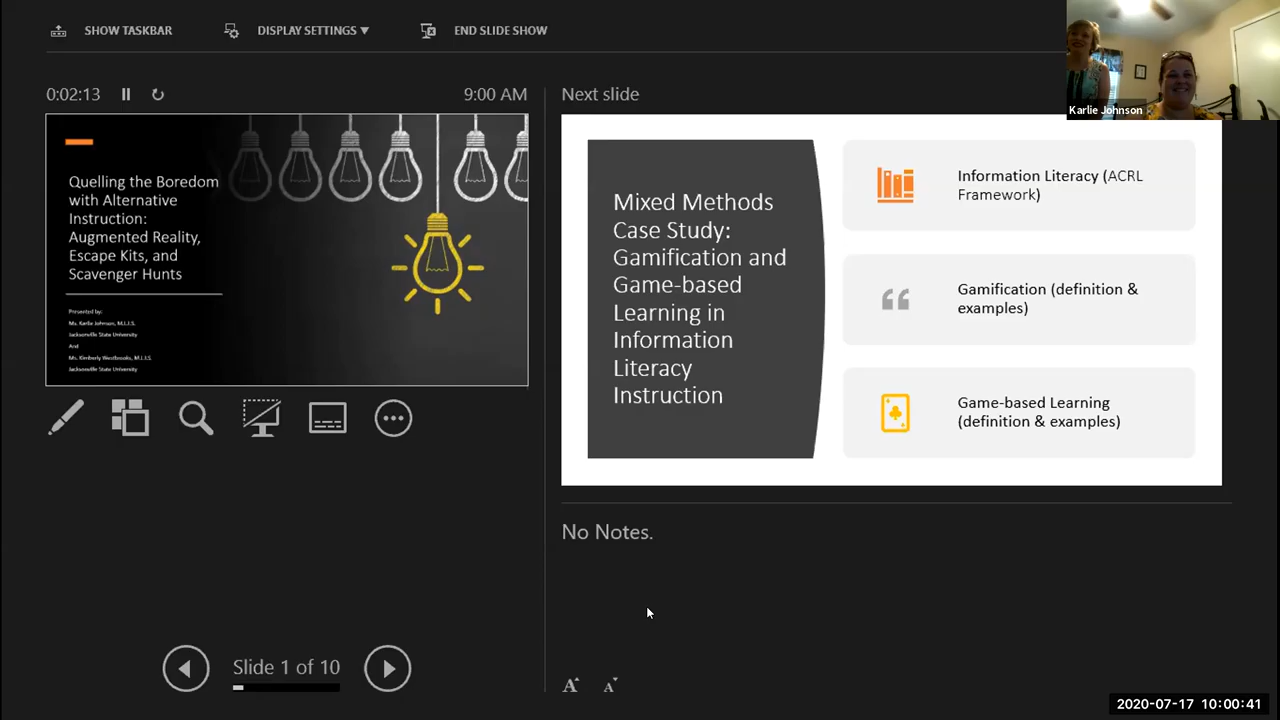 SHOW TASKBAR
DISPLAY SETTINGS ▾
END SLIDE SHOW
Karlie Johnson
0:02:13
9:00 AM
Quelling the Boredom
with Alternative
Instruction:
Augmented Reality,
Escape Kits, and
Scavenger Hunts
Presented by:
Ms. Karlie Johnson, M.L.I.S.
Jacksonville State University
And
Ms. Kimberly Westbrooks, M.L.I.S.
Jacksonville State University
Slide 1 of 10
Next slide
Mixed Methods
Case Study:
Gamification and
Game-based
Learning in
Information
Literacy
Instruction
Information Literacy (ACRL
Framework)
Gamification (definition &
examples)
Game-based Learning
(definition & examples)
No Notes.
A A
2020-07-17 10:00:41